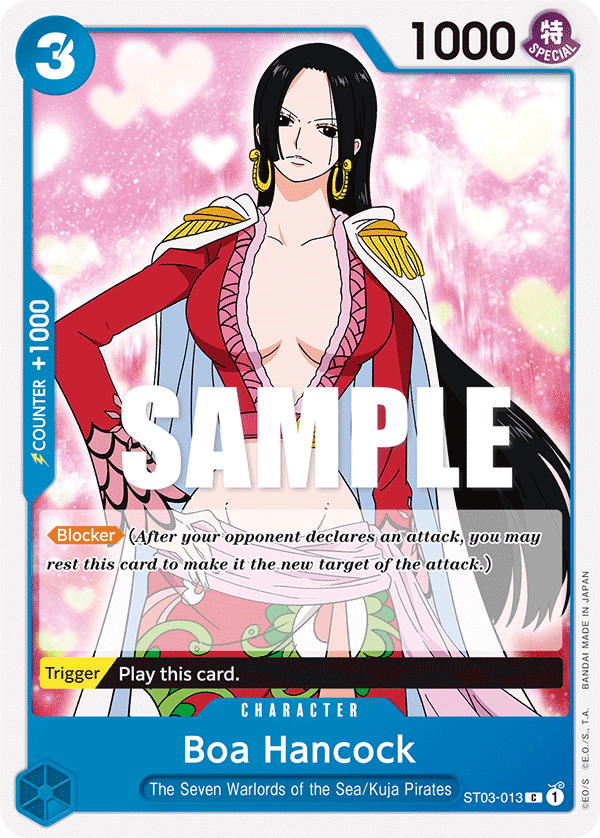 3
1000
特
SPECIAL
COUNTER +1000
SAMPLE
Blocker (After your opponent declares an attack, you may
rest this card to make it the new target of the attack.)
Trigger Play this card.
CHARACTER
Boa Hancock
The Seven Warlords of the Sea/Kuja Pirates
ST03-013 C 1
©E.O/S ©E.O./S., T.A. BANDAI MADE IN JAPAN